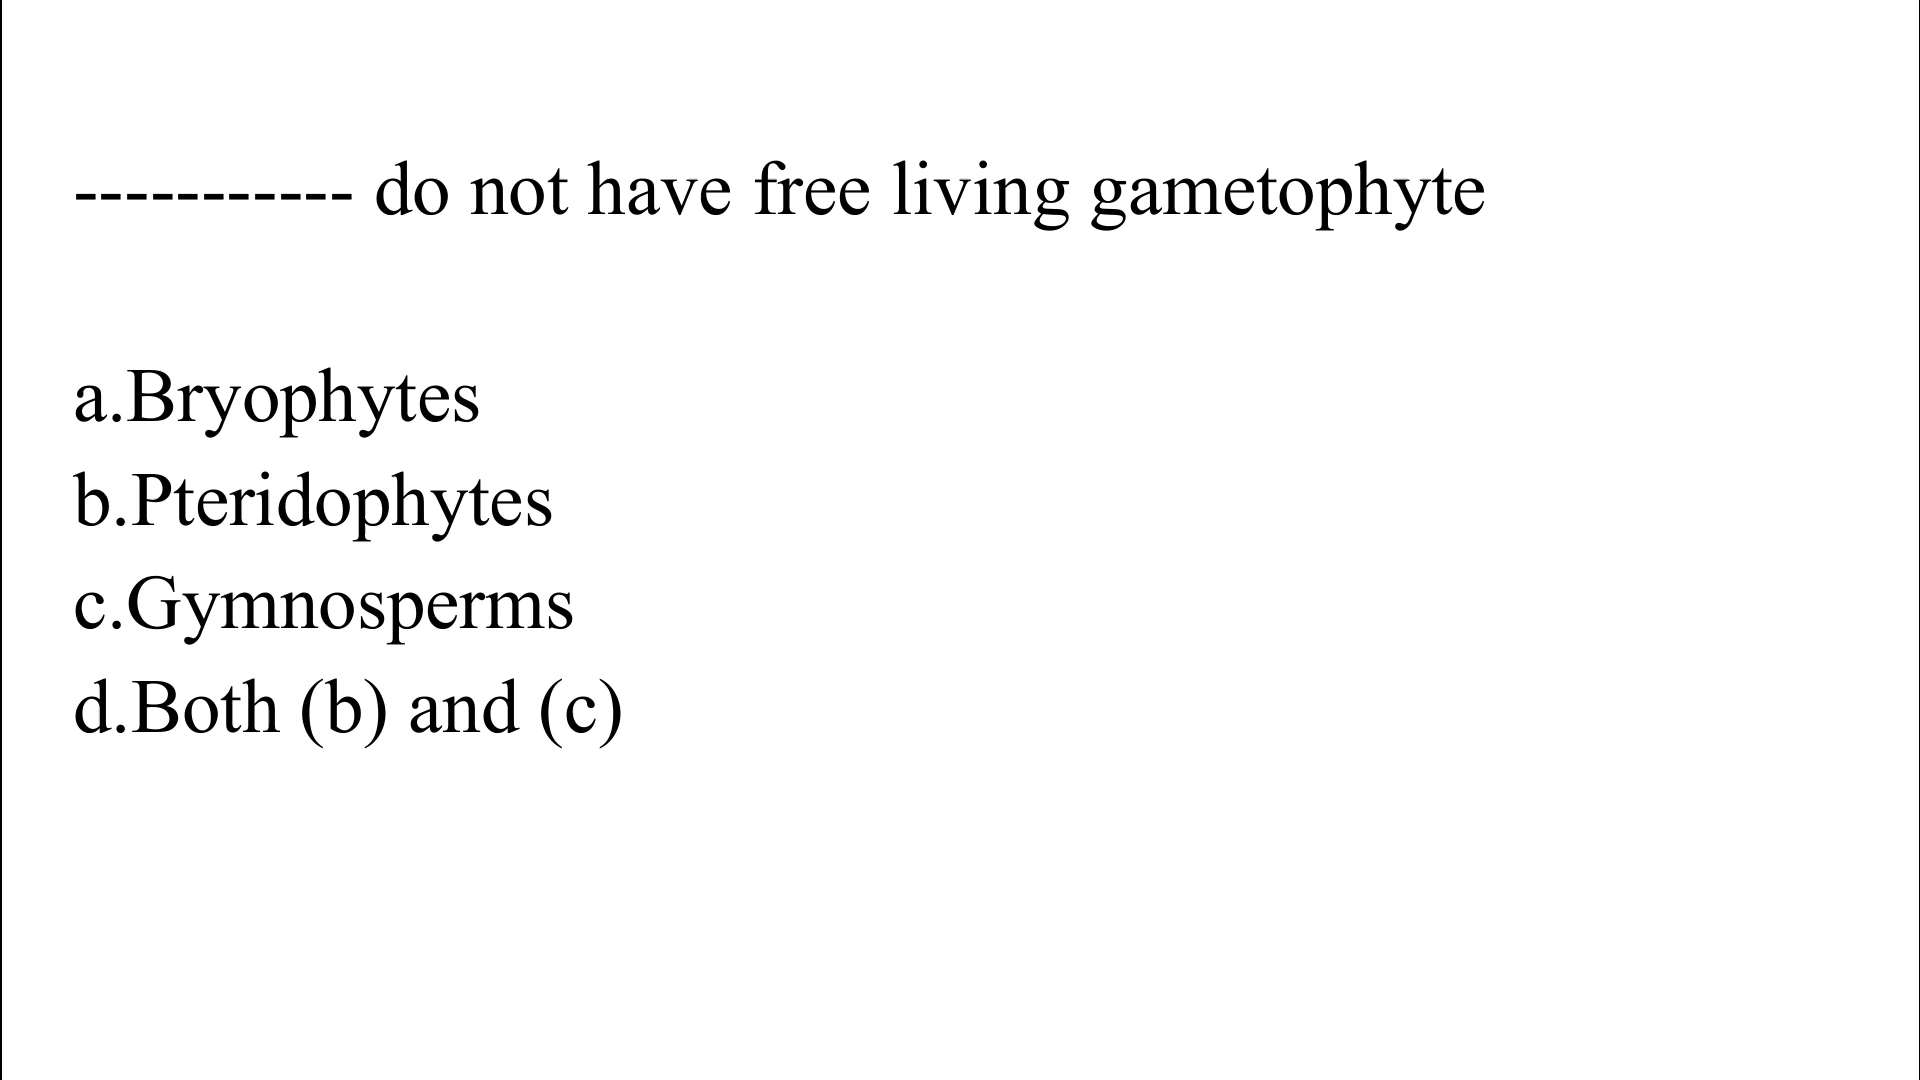 ----------- do not have free living gametophyte
a.Bryophytes
b.Pteridophytes
c.Gymnosperms
d.Both (b) and (c)